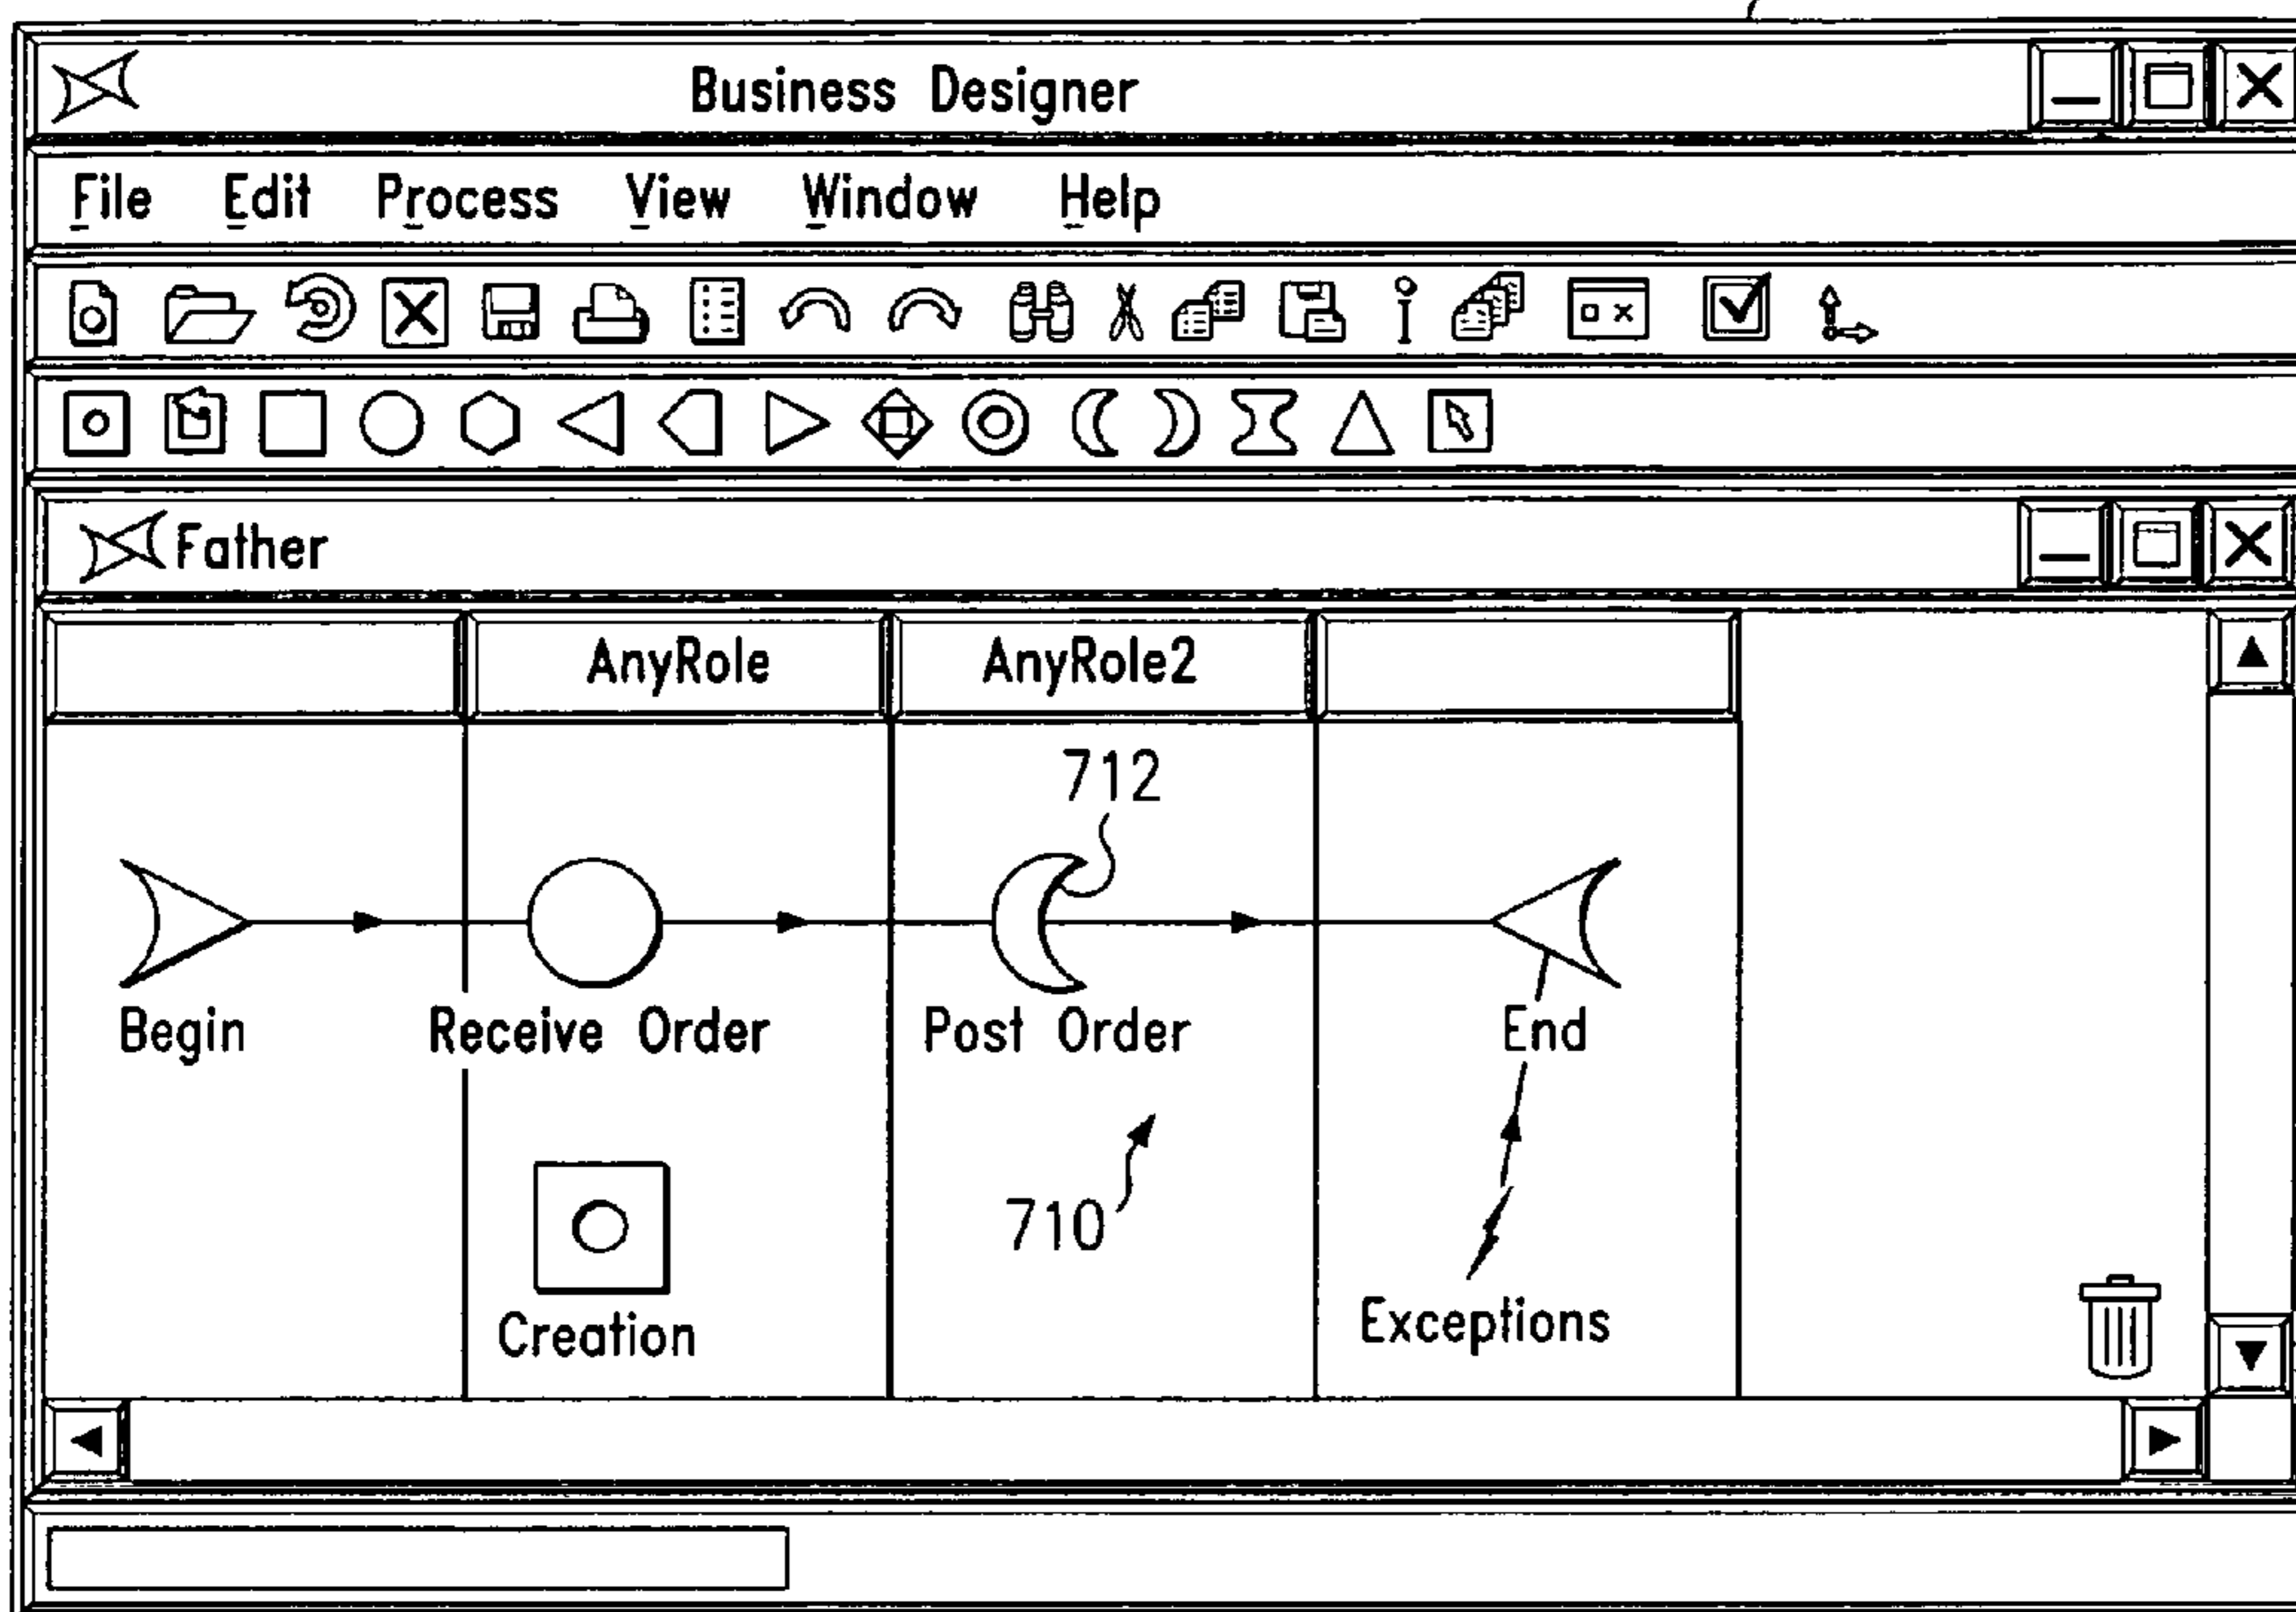 Business Designer
File Edit Process View Window Help
Father
AnyRole AnyRole2
712
Begin Receive Order Post Order End
710
Creation Exceptions